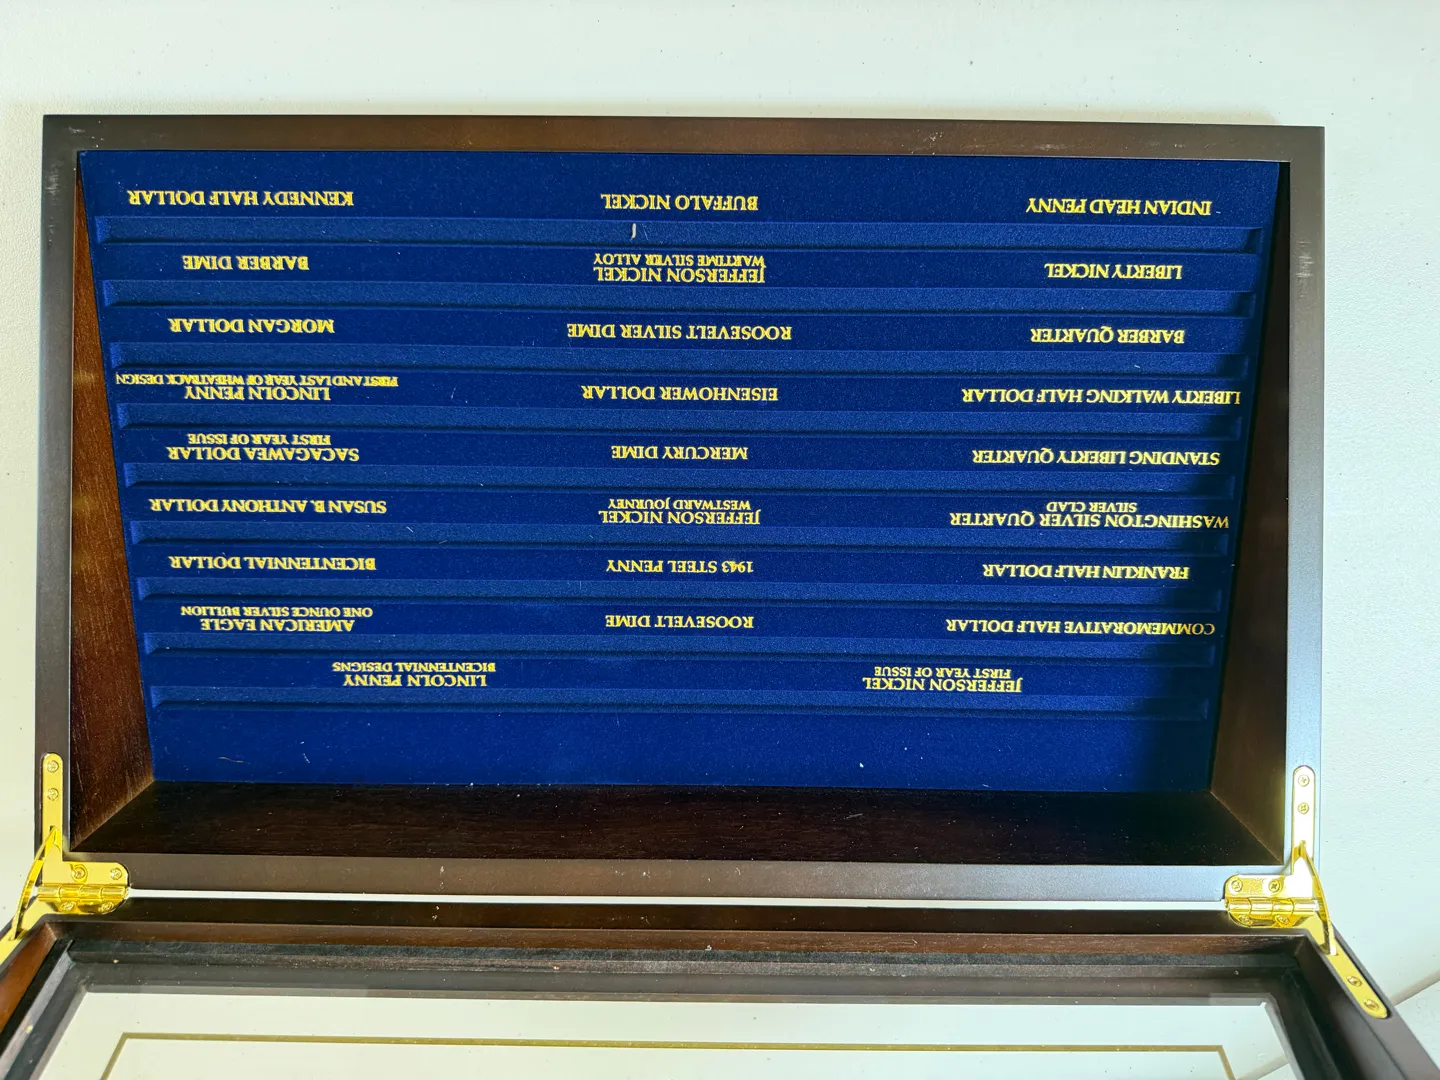 JEFFERSON NICKEL
FIRST YEAR OF ISSUE
LINCOLN PENNY
BICENTENNIAL DESIGNS
COMMEMORATIVE HALF DOLLAR
ROOSEVELT DIME
AMERICAN EAGLE
ONE OUNCE SILVER BULLION
FRANKLIN HALF DOLLAR
1943 STEEL PENNY
BICENTENNIAL DOLLAR
WASHINGTON SILVER QUARTER
SILVER CLAD
JEFFERSON NICKEL
WESTWARD JOURNEY
SUSAN B. ANTHONY DOLLAR
STANDING LIBERTY QUARTER
MERCURY DIME
SACAGAWEA DOLLAR
FIRST YEAR OF ISSUE
LIBERTY WALKING HALF DOLLAR
EISENHOWER DOLLAR
LINCOLN PENNY
FIRST AND LAST YEAR OF WHEATBACK DESIGN
BARBER QUARTER
ROOSEVELT SILVER DIME
MORGAN DOLLAR
LIBERTY NICKEL
JEFFERSON NICKEL
WARTIME SILVER ALLOY
BARBER DIME
INDIAN HEAD PENNY
BUFFALO NICKEL
KENNEDY HALF DOLLAR